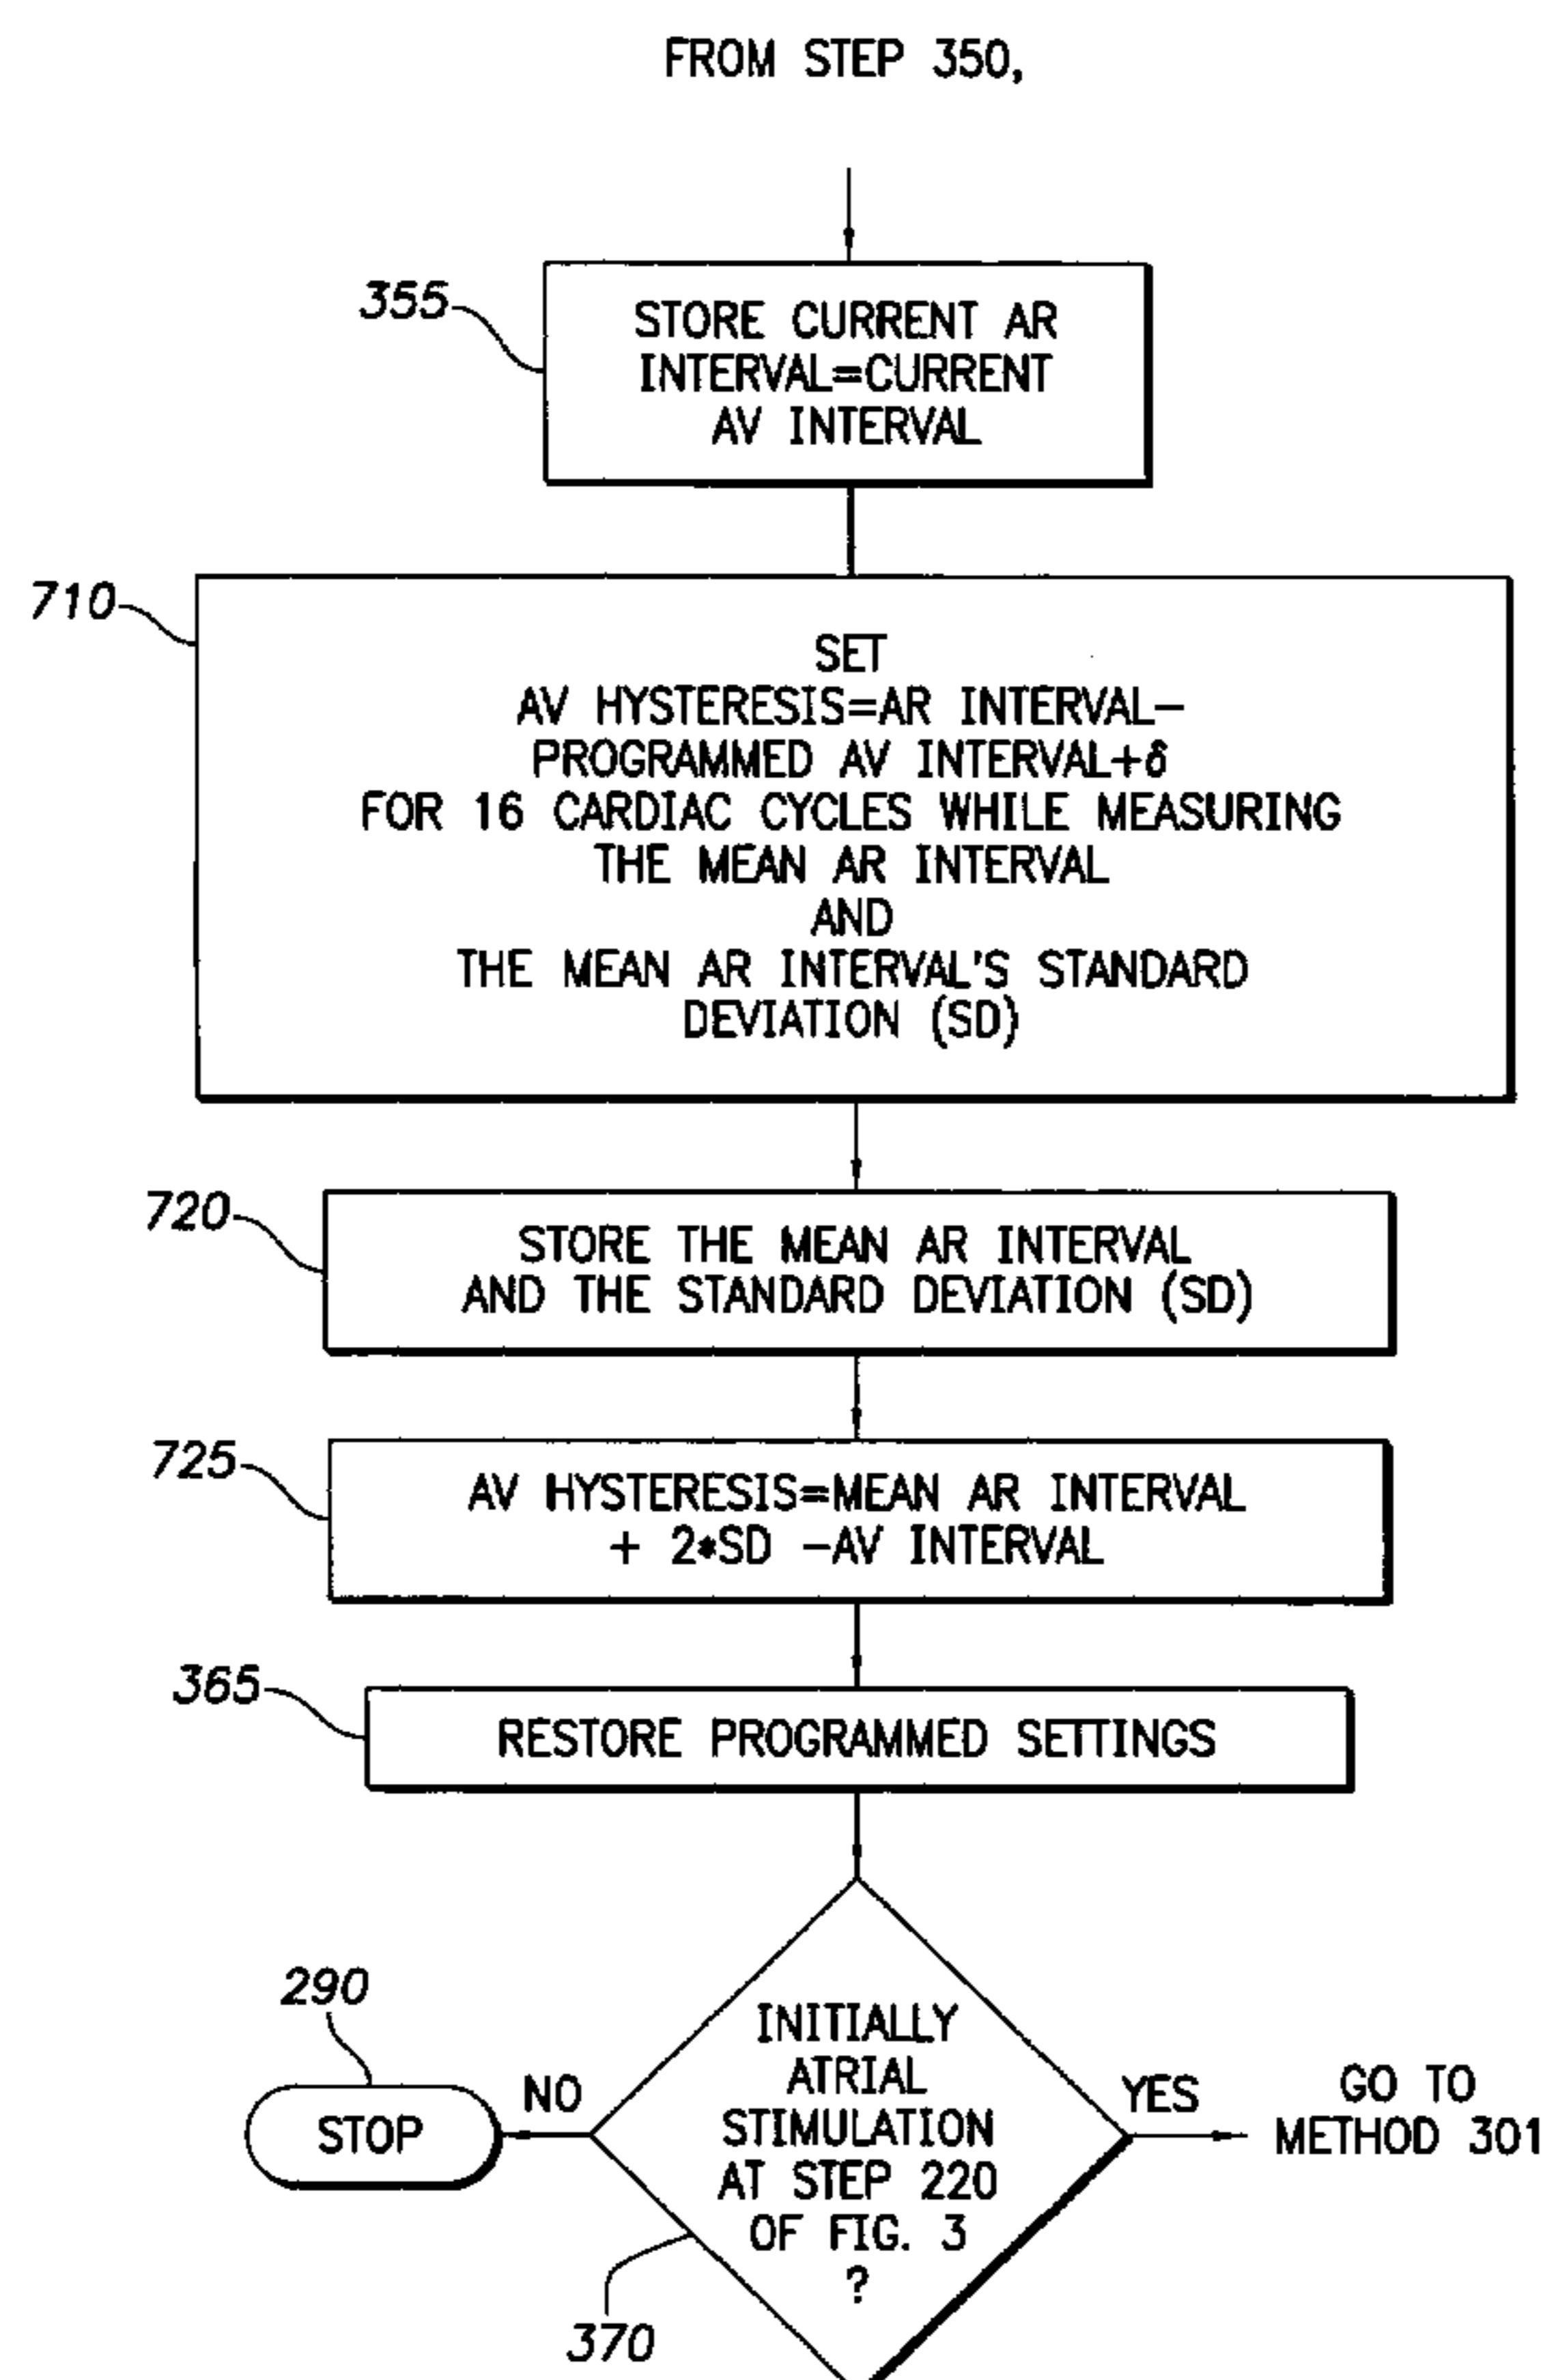 FROM STEP 350,
355
STORE CURRENT AR
INTERVAL=CURRENT
AV INTERVAL
710
SET
AV HYSTERESIS=AR INTERVAL-
PROGRAMMED AV INTERVAL+δ
FOR 16 CARDIAC CYCLES WHILE MEASURING
THE MEAN AR INTERVAL
AND
THE MEAN AR INTERVAL'S STANDARD
DEVIATION (SD)
720
STORE THE MEAN AR INTERVAL
AND THE STANDARD DEVIATION (SD)
725
AV HYSTERESIS=MEAN AR INTERVAL
+ 2*SD -AV INTERVAL
365
RESTORE PROGRAMMED SETTINGS
290
STOP
NO
INITIALLY
ATRIAL
STIMULATION
AT STEP 220
OF FIG. 3
?
YES
GO TO
METHOD 301
370